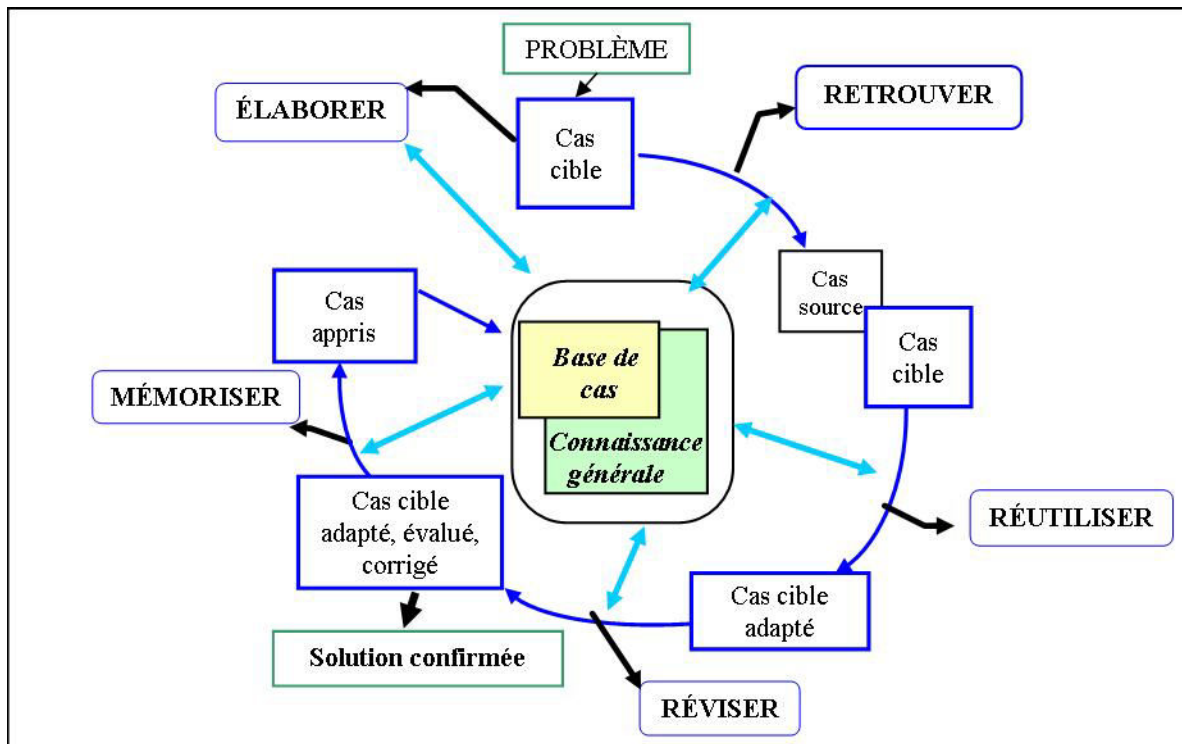 PROBLÈME
ÉLABORER
RETROUVER
Cas
cible
Cas
source
Cas
cible
Cas
appris
Base de
cas
Connaissance
générale
MÉMORISER
Cas cible
adapté, évalué,
corrigé
RÉUTILISER
Cas cible
adapté
Solution confirmée
RÉVISER